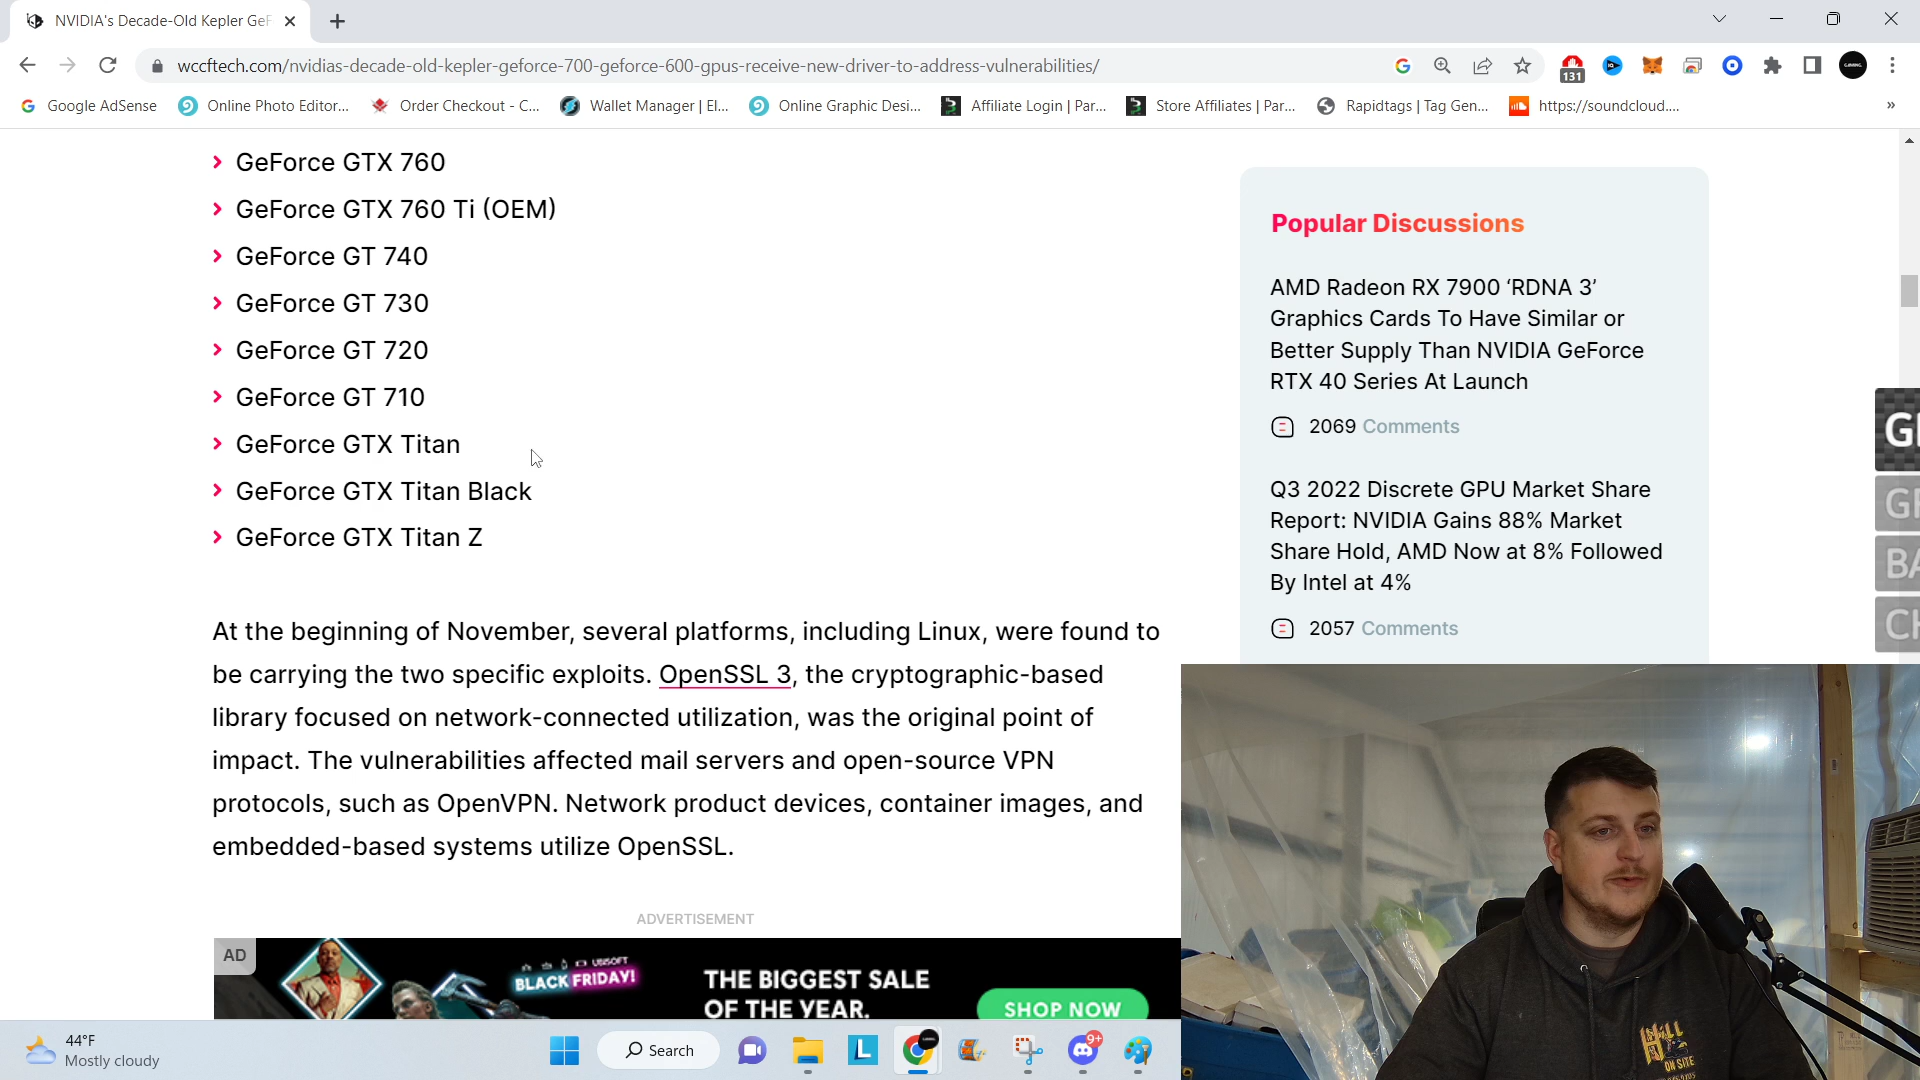 NVIDIA's Decade-Old Kepler GeF
wccftech.com/nvidias-decade-old-kepler-geforce-700-geforce-600-gpus-receive-new-driver-to-address-vulnerabilities/
131
Google AdSense
Online Photo Editor...
Order Checkout - C...
Wallet Manager | El...
Online Graphic Desi...
Affiliate Login | Par...
Store Affiliates | Par...
Rapidtags | Tag Gen...
https://soundcloud....
»
GeForce GTX 760
GeForce GTX 760 Ti (OEM)
GeForce GT 740
GeForce GT 730
GeForce GT 720
GeForce GT 710
GeForce GTX Titan
GeForce GTX Titan Black
GeForce GTX Titan Z
At the beginning of November, several platforms, including Linux, were found to
be carrying the two specific exploits. OpenSSL 3, the cryptographic-based
library focused on network-connected utilization, was the original point of
impact. The vulnerabilities affected mail servers and open-source VPN
protocols, such as OpenVPN. Network product devices, container images, and
embedded-based systems utilize OpenSSL.
ADVERTISEMENT
AD
UBISOFT
BLACK FRIDAY!
THE BIGGEST SALE
OF THE YEAR.
SHOP NOW
Popular Discussions
AMD Radeon RX 7900 ‘RDNA 3’
Graphics Cards To Have Similar or
Better Supply Than NVIDIA GeForce
RTX 40 Series At Launch
2069 Comments
Q3 2022 Discrete GPU Market Share
Report: NVIDIA Gains 88% Market
Share Hold, AMD Now at 8% Followed
By Intel at 4%
2057 Comments
BA
ON SITE
44°F
Mostly cloudy
Search
L
9+